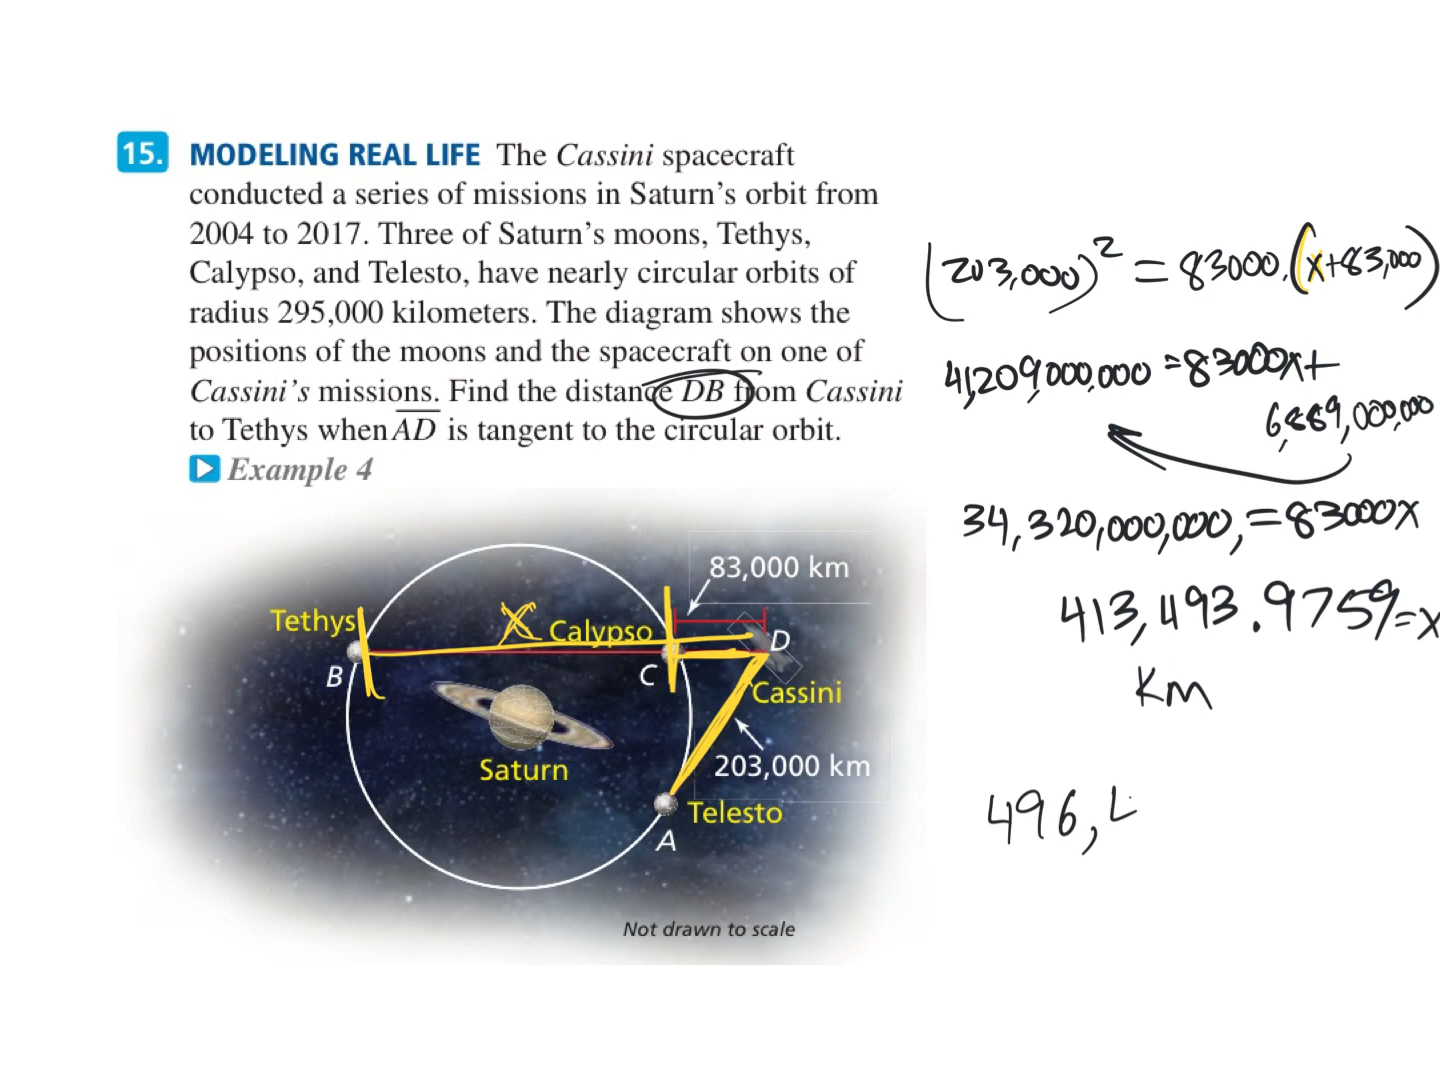 15. MODELING REAL LIFE The Cassini spacecraft
conducted a series of missions in Saturn's orbit from
2004 to 2017. Three of Saturn's moons, Tethys,
Calypso, and Telesto, have nearly circular orbits of
radius 295,000 kilometers. The diagram shows the
positions of the moons and the spacecraft on one of
Cassini's missions. Find the distance DB from Cassini
to Tethys when AD is tangent to the circular orbit.
Example 4
83,000 km
Tethys
X
Calypso
D
B
C
Cassini
Saturn
203,000 km
Telesto
A
Not drawn to scale
(203,000)² = 83000.(x+83,000)
41,209,000,000 = 83000x+
6,889,000,000
34,320,000,000, = 83000x
413,493.9759 = x
Km
496,4